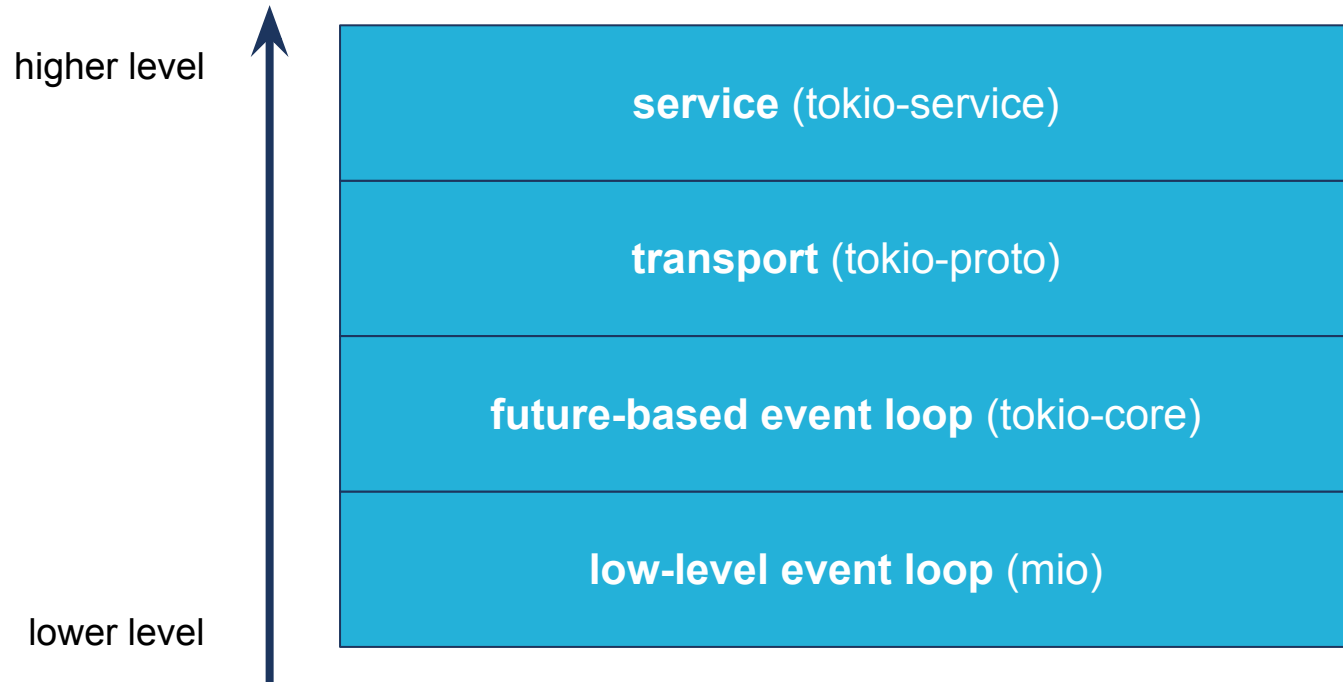 higher level
service (tokio-service)
transport (tokio-proto)
future-based event loop (tokio-core)
low-level event loop (mio)
lower level